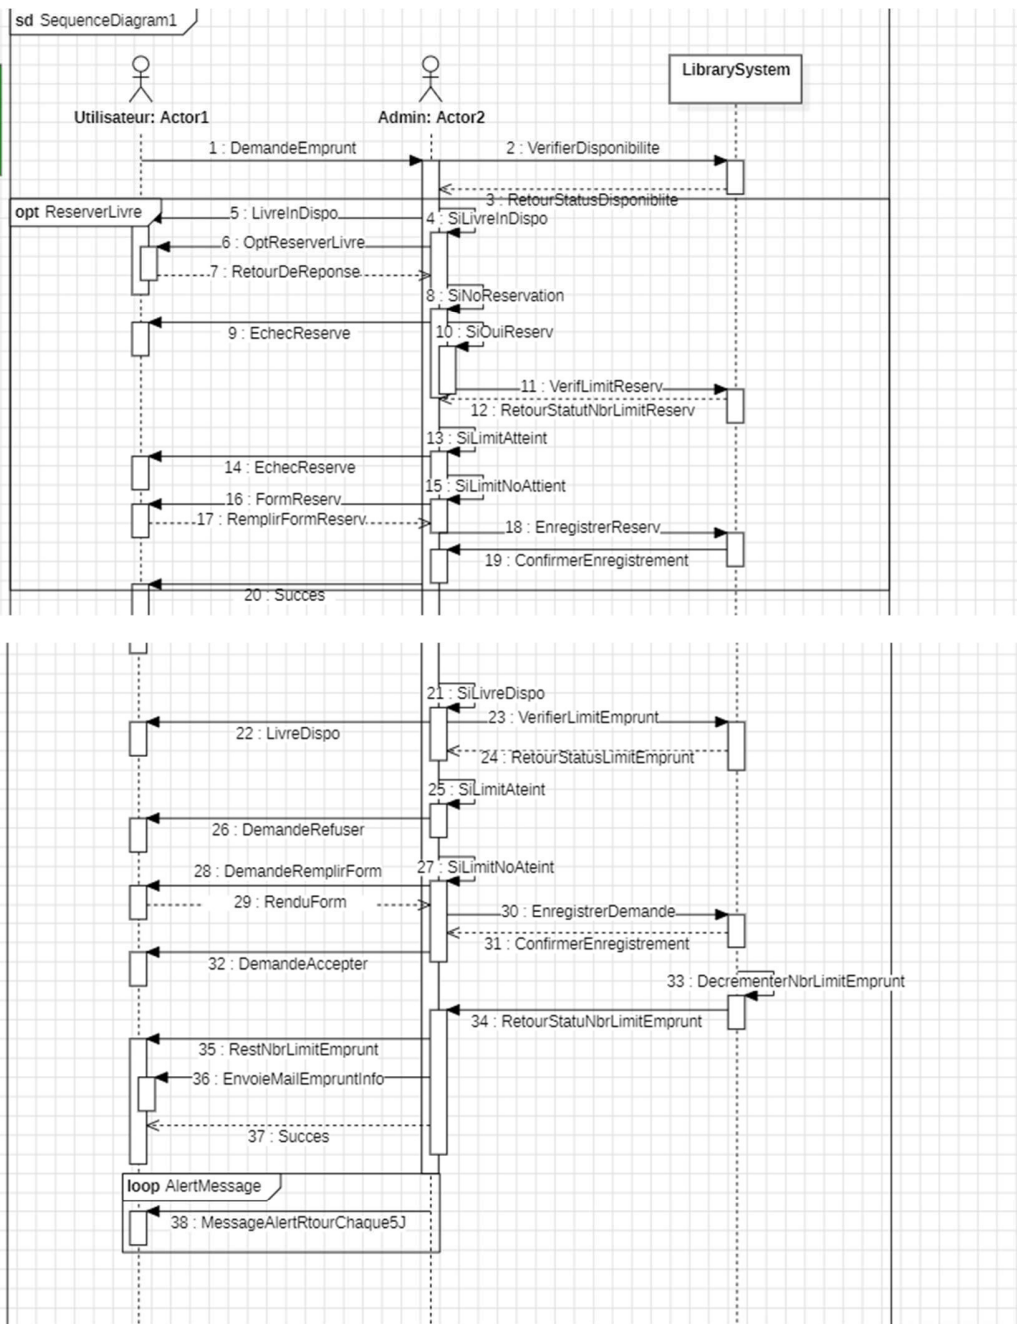 sd SequenceDiagram1
LibrarySystem
Utilisateur: Actor1
Admin: Actor2
1 : DemandeEmprunt
2 : VerifierDisponibilite
3 : RetourStatusDisponiblite
opt ReserverLivre
5 : LivreInDispo
4 : SiLivreInDispo
6 : OptReserverLivre
7 : RetourDeReponse
8 : SiNoReservation
9 : EchecReserve
10 : SiOuiReserv
11 : VerifLimitReserv
12 : RetourStatutNbrLimitReserv
13 : SiLimitAtteint
14 : EchecReserve
15 : SiLimitNoAttient
16 : FormReserv
17 : RemplirFormReserv
18 : EnregistrerReserv
19 : ConfirmerEnregistrement
20 : Succes
21 : SiLivreDispo
22 : LivreDispo
23 : VerifierLimitEmprunt
24 : RetourStatusLimitEmprunt
25 : SiLimitAteint
26 : DemandeRefuser
27 : SiLimitNoAteint
28 : DemandeRemplirForm
29 : RenduForm
30 : EnregistrerDemande
31 : ConfirmerEnregistrement
32 : DemandeAccepter
33 : DecrementerNbrLimitEmprunt
34 : RetourStatuNbrLimitEmprunt
35 : RestNbrLimitEmprunt
36 : EnvoieMailEmpruntInfo
37 : Succes
loop AlertMessage
38 : MessageAlertRtourChaque5J